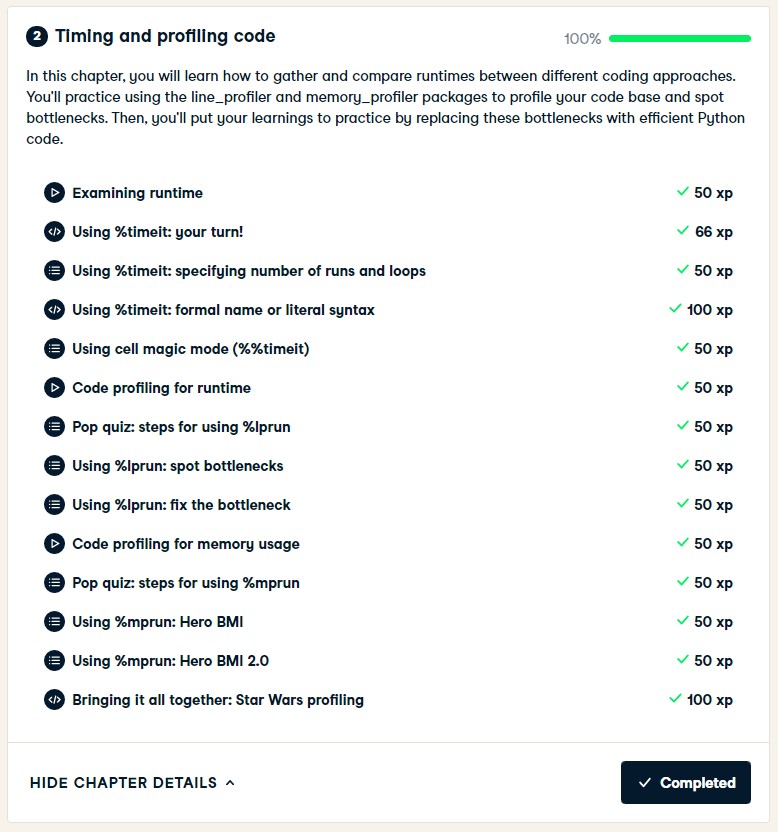 2 Timing and profiling code 100%
In this chapter, you will learn how to gather and compare runtimes between different coding approaches.
You'll practice using the line_profiler and memory_profiler packages to profile your code base and spot
bottlenecks. Then, you'll put your learnings to practice by replacing these bottlenecks with efficient Python
code.
Examining runtime 50 xp
Using %timeit: your turn! 66 xp
Using %timeit: specifying number of runs and loops 50 xp
Using %timeit: formal name or literal syntax 100 xp
Using cell magic mode (%%timeit) 50 xp
Code profiling for runtime 50 xp
Pop quiz: steps for using %lprun 50 xp
Using %lprun: spot bottlenecks 50 xp
Using %lprun: fix the bottleneck 50 xp
Code profiling for memory usage 50 xp
Pop quiz: steps for using %mprun 50 xp
Using %mprun: Hero BMI 50 xp
Using %mprun: Hero BMI 2.0 50 xp
Bringing it all together: Star Wars profiling 100 xp
HIDE CHAPTER DETAILS Completed